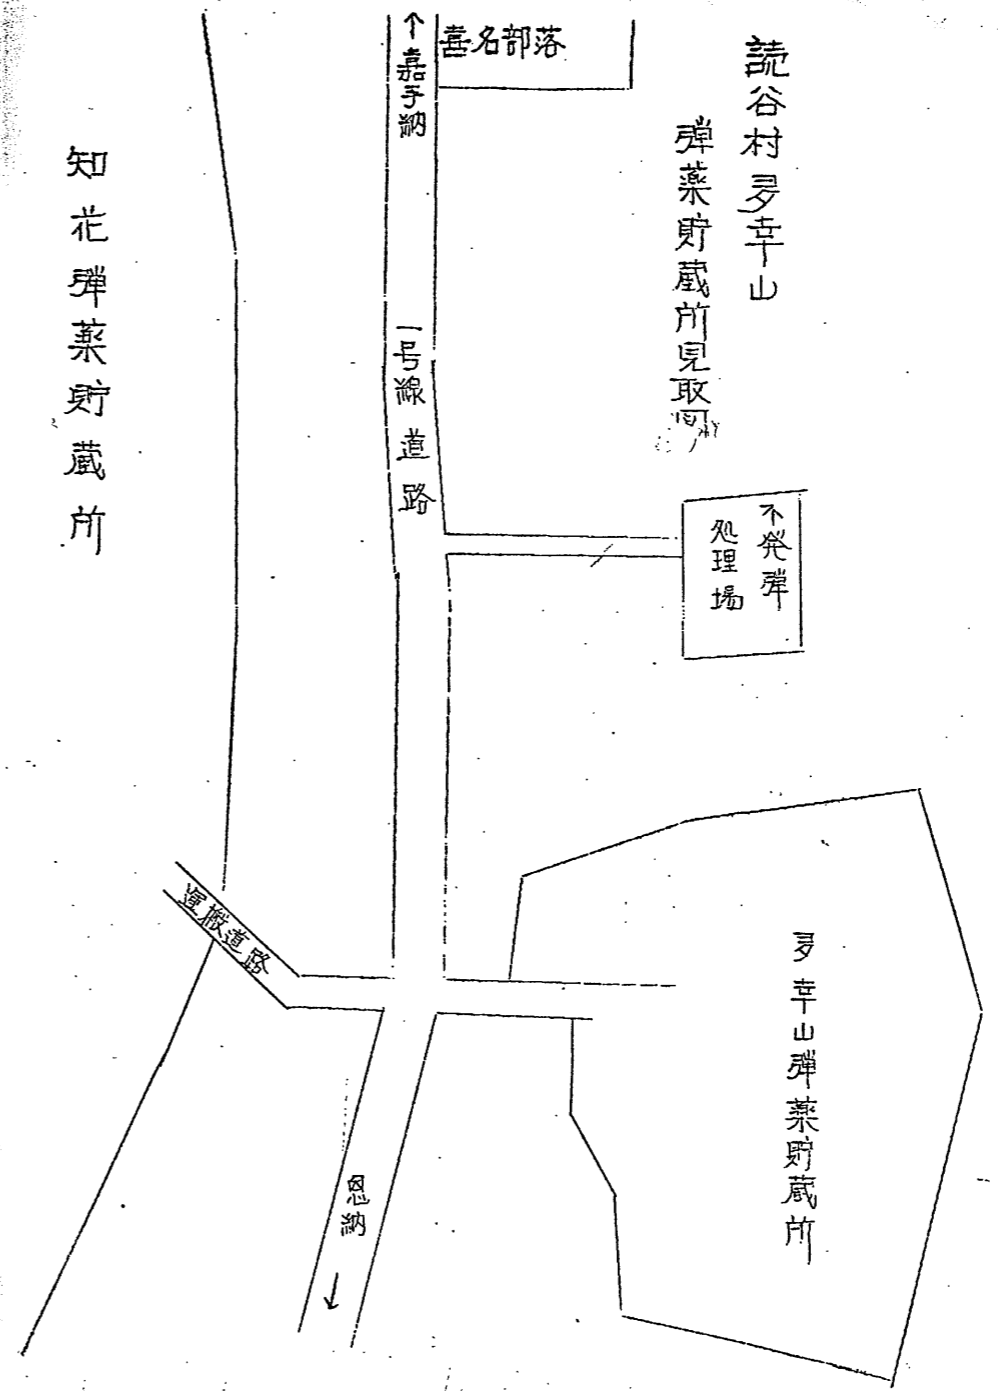 読谷村多幸山
弾薬貯蔵所見取図
喜名部落
↑嘉手納
一号線道路
知花弾薬貯蔵所
不発弾
処理場
運搬道路
多幸山弾薬貯蔵所
恩納
↓